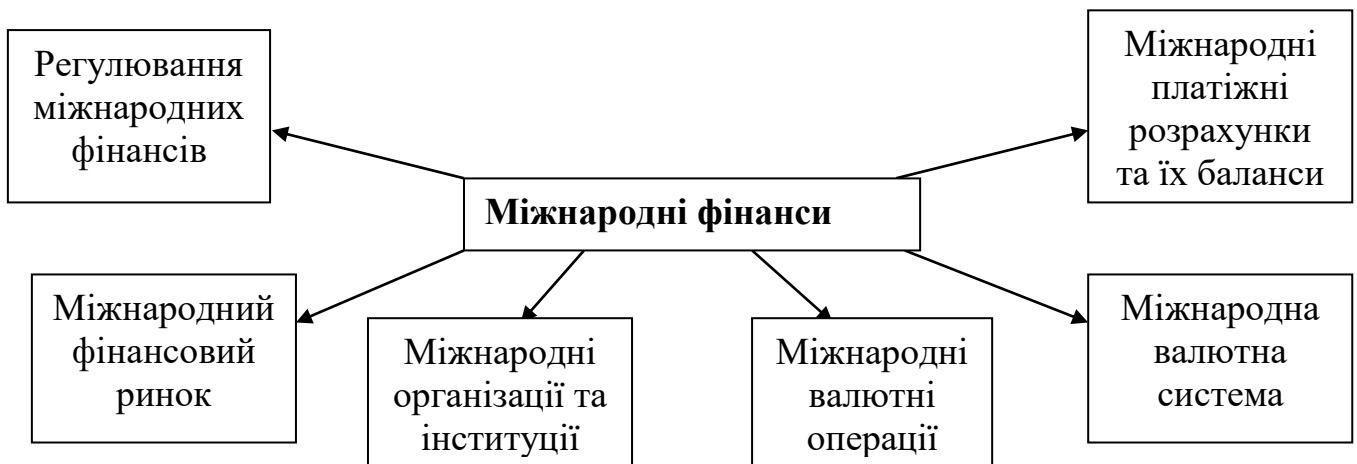 Регулювання
міжнародних
фінансів
Міжнародні
платіжні
розрахунки
та їх баланси
Міжнародні фінанси
Міжнародний
фінансовий
ринок
Міжнародні
організації та
інституції
Міжнародні
валютні
операції
Міжнародна
валютна
система